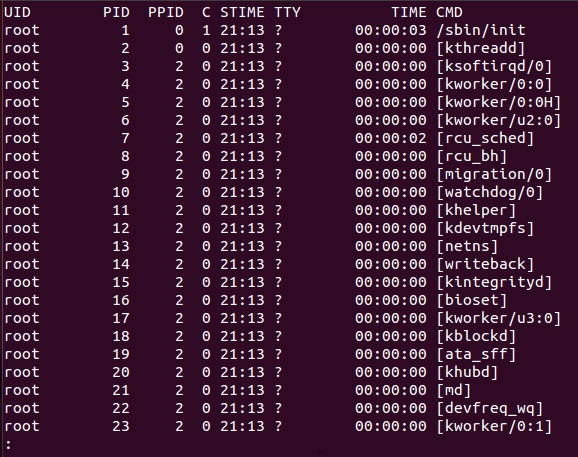 UID        PID  PPID  C STIME TTY          TIME CMD
root         1     0  1 21:13 ?        00:00:03 /sbin/init
root         2     0  0 21:13 ?        00:00:00 [kthreadd]
root         3     2  0 21:13 ?        00:00:00 [ksoftirqd/0]
root         4     2  0 21:13 ?        00:00:00 [kworker/0:0]
root         5     2  0 21:13 ?        00:00:00 [kworker/0:0H]
root         6     2  0 21:13 ?        00:00:00 [kworker/u2:0]
root         7     2  0 21:13 ?        00:00:02 [rcu_sched]
root         8     2  0 21:13 ?        00:00:00 [rcu_bh]
root         9     2  0 21:13 ?        00:00:00 [migration/0]
root        10     2  0 21:13 ?        00:00:00 [watchdog/0]
root        11     2  0 21:13 ?        00:00:00 [khelper]
root        12     2  0 21:13 ?        00:00:00 [kdevtmpfs]
root        13     2  0 21:13 ?        00:00:00 [netns]
root        14     2  0 21:13 ?        00:00:00 [writeback]
root        15     2  0 21:13 ?        00:00:00 [kintegrityd]
root        16     2  0 21:13 ?        00:00:00 [bioset]
root        17     2  0 21:13 ?        00:00:00 [kworker/u3:0]
root        18     2  0 21:13 ?        00:00:00 [kblockd]
root        19     2  0 21:13 ?        00:00:00 [ata_sff]
root        20     2  0 21:13 ?        00:00:00 [khubd]
root        21     2  0 21:13 ?        00:00:00 [md]
root        22     2  0 21:13 ?        00:00:00 [devfreq_wq]
root        23     2  0 21:13 ?        00:00:00 [kworker/0:1]
: